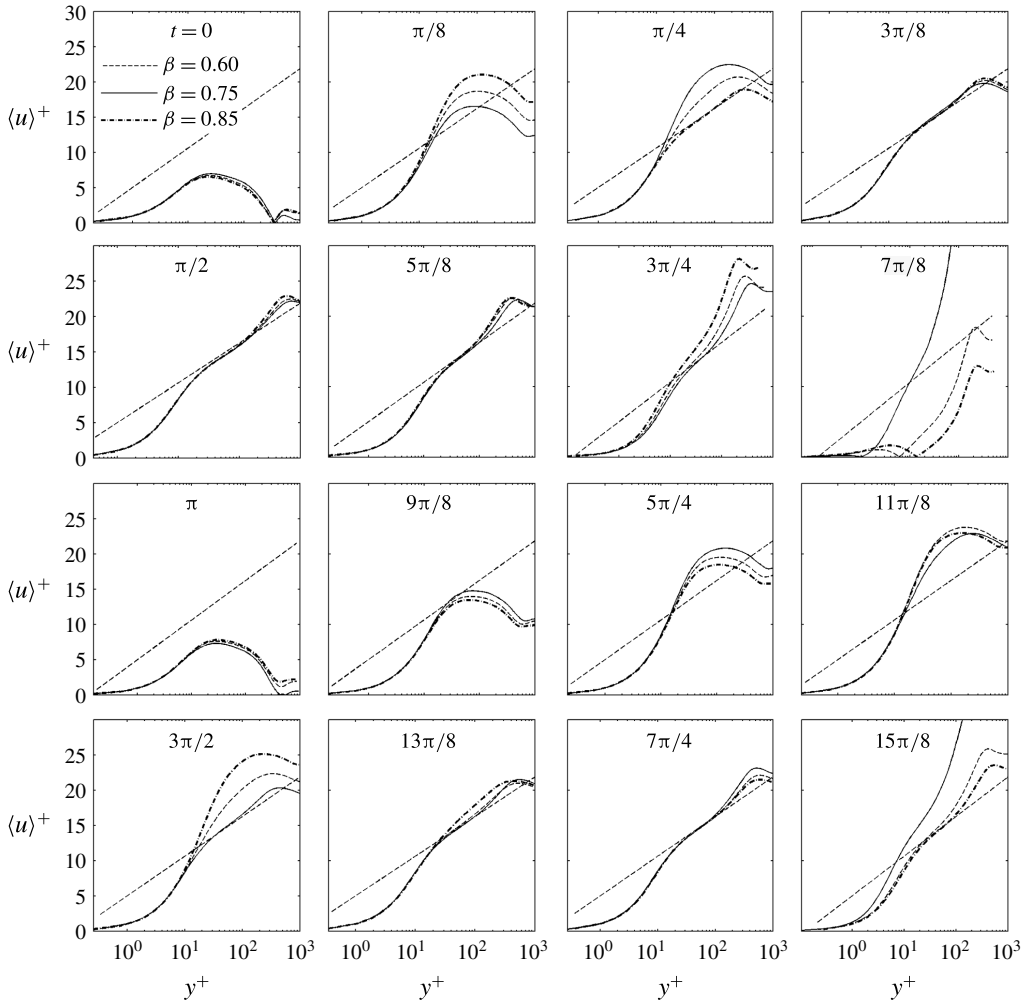 30
25
20
15
10
5
0
⟨u⟩⁺
t = 0
β = 0.60
β = 0.75
β = 0.85
π/8
π/4
3π/8
25
20
15
10
5
0
⟨u⟩⁺
π/2
5π/8
3π/4
7π/8
25
20
15
10
5
0
⟨u⟩⁺
π
9π/8
5π/4
11π/8
25
20
15
10
5
0
⟨u⟩⁺
3π/2
13π/8
7π/4
15π/8
10⁰ 10¹ 10² 10³
10⁰ 10¹ 10² 10³
10⁰ 10¹ 10² 10³
10⁰ 10¹ 10² 10³
y⁺ y⁺ y⁺ y⁺